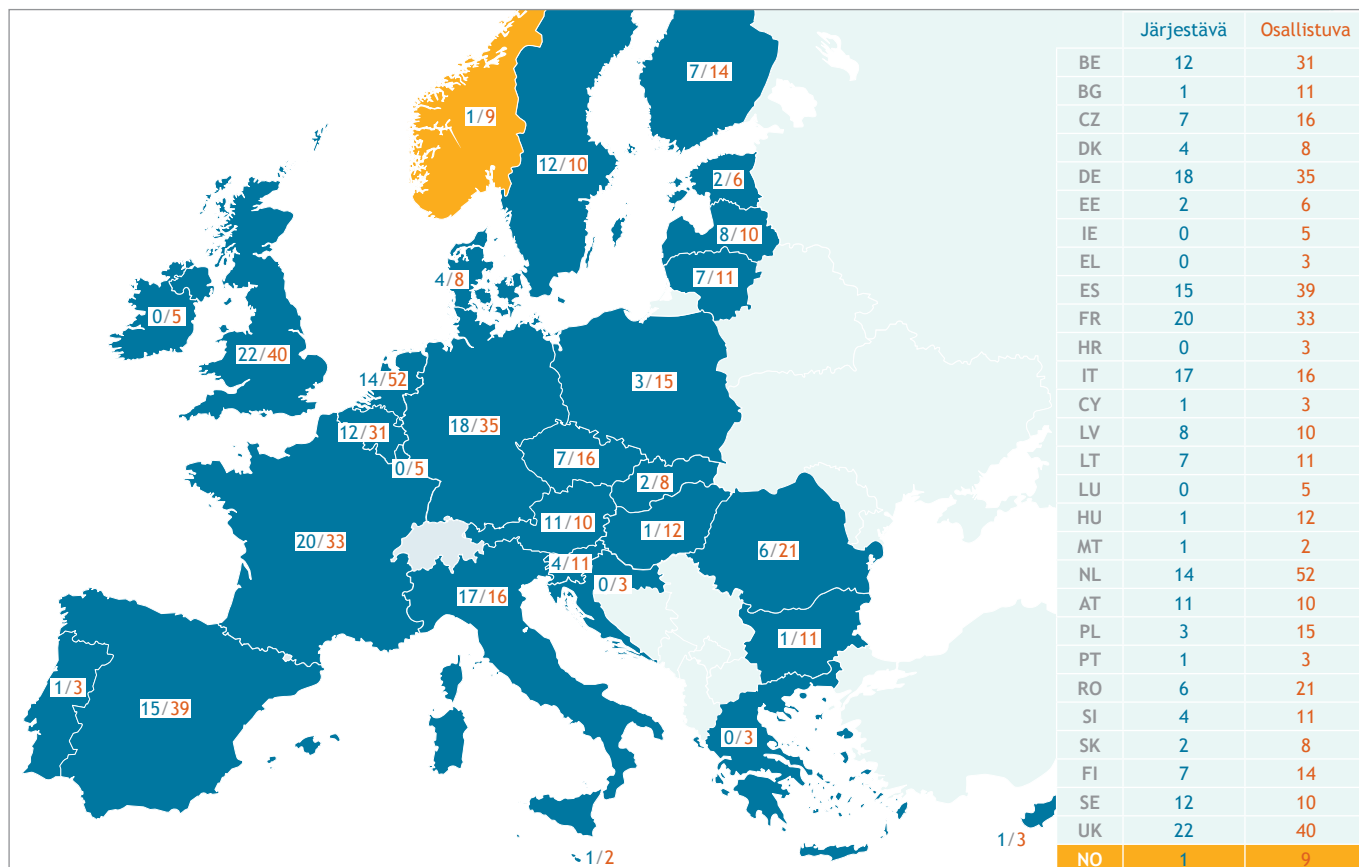 7/14
1/9
12/10
2/6
8/10
7/11
4/8
0/5
22/40
14/52
3/15
12/31
18/35
0/5
7/16
2/8
11/10
1/12
20/33
6/21
4/11
0/3
17/16
1/11
1/3
15/39
0/3
1/3
1/2
Järjestävä Osallistuva
BE 12 31
BG 1 11
CZ 7 16
DK 4 8
DE 18 35
EE 2 6
IE 0 5
EL 0 3
ES 15 39
FR 20 33
HR 0 3
IT 17 16
CY 1 3
LV 8 10
LT 7 11
LU 0 5
HU 1 12
MT 1 2
NL 14 52
AT 11 10
PL 3 15
PT 1 3
RO 6 21
SI 4 11
SK 2 8
FI 7 14
SE 12 10
UK 22 40
NO 1 9